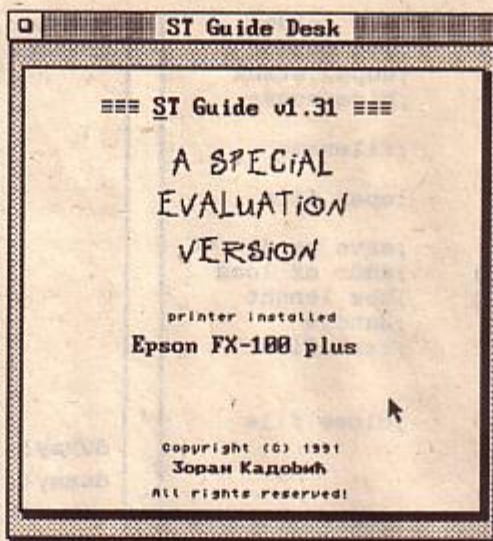 ST Guide Desk
≡≡≡ ST Guide v1.31 ≡≡≡
A SPECiAL
EVALUATiON
VERSiON
printer installed
Epson FX-100 plus
Copyright (C) 1991
Зоран Кадобић
All rights reserved!